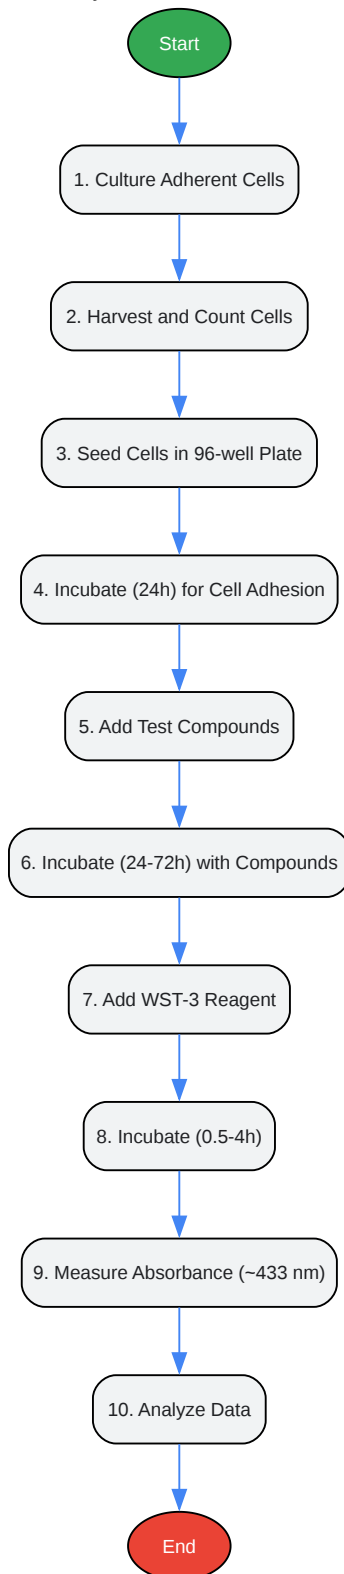 Start
1. Culture Adherent Cells
2. Harvest and Count Cells
3. Seed Cells in 96-well Plate
4. Incubate (24h) for Cell Adhesion
5. Add Test Compounds
6. Incubate (24-72h) with Compounds
7. Add WST-3 Reagent
8. Incubate (0.5-4h)
9. Measure Absorbance (~433 nm)
10. Analyze Data
End